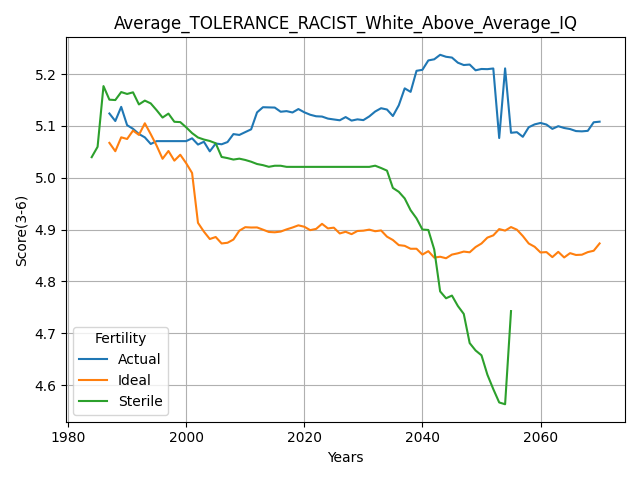 Average_TOLERANCE_RACIST_White_Above_Average_IQ
Score(3-6)
5.2
5.1
5.0
4.9
4.8
4.7
4.6
Fertility
Actual
Ideal
Sterile
1980
2000
2020
2040
2060
Years